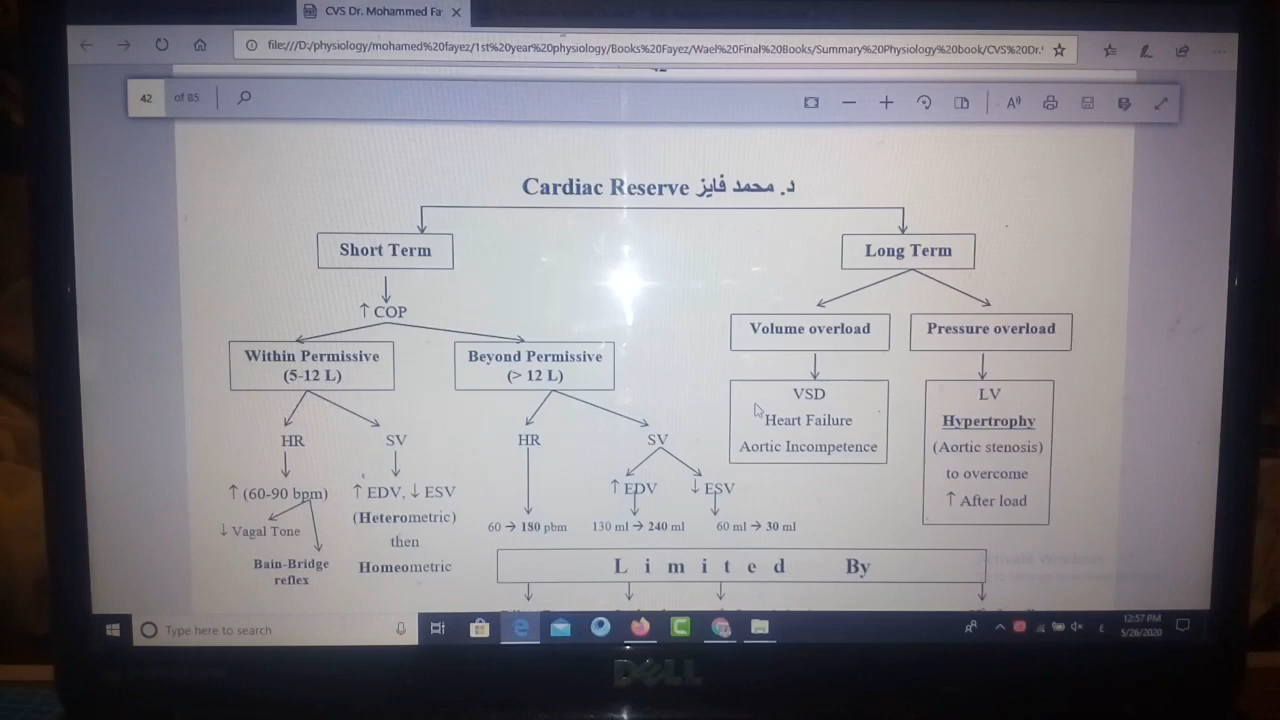 CVS Dr. Mohammed Fa
file:///D:/physiology/mohamed%20fayez/1st%20year%20physiology/Books%20Fayez/Wael%20Final%20Books/Summary%20Physiology%20book/CVS%20Dr.
42 of 85
Cardiac Reserve د. محمد فايز
Short Term
Long Term
↑ COP
Within Permissive
(5-12 L)
Beyond Permissive
(> 12 L)
Volume overload
Pressure overload
HR
SV
HR
SV
VSD
Heart Failure
Aortic Incompetence
LV
Hypertrophy
(Aortic stenosis)
to overcome
↑ After load
↑ (60-90 bpm)
↓ Vagal Tone
Bain-Bridge
reflex
↑ EDV, ↓ ESV
(Heterometric)
then
Homeometric
↑ EDV
↓ ESV
60 → 180 pbm
130 ml → 240 ml
60 ml → 30 ml
Limited By
Activate Windows
Type here to search
12:57 PM
5/26/2020
DELL